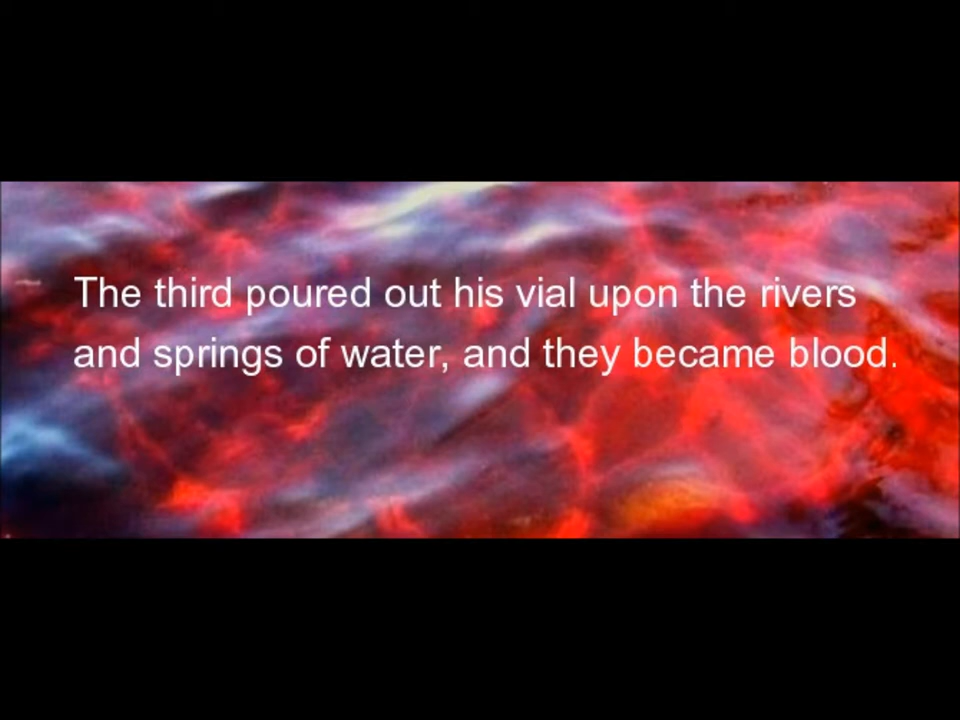 The third poured out his vial upon the rivers
and springs of water, and they became blood.